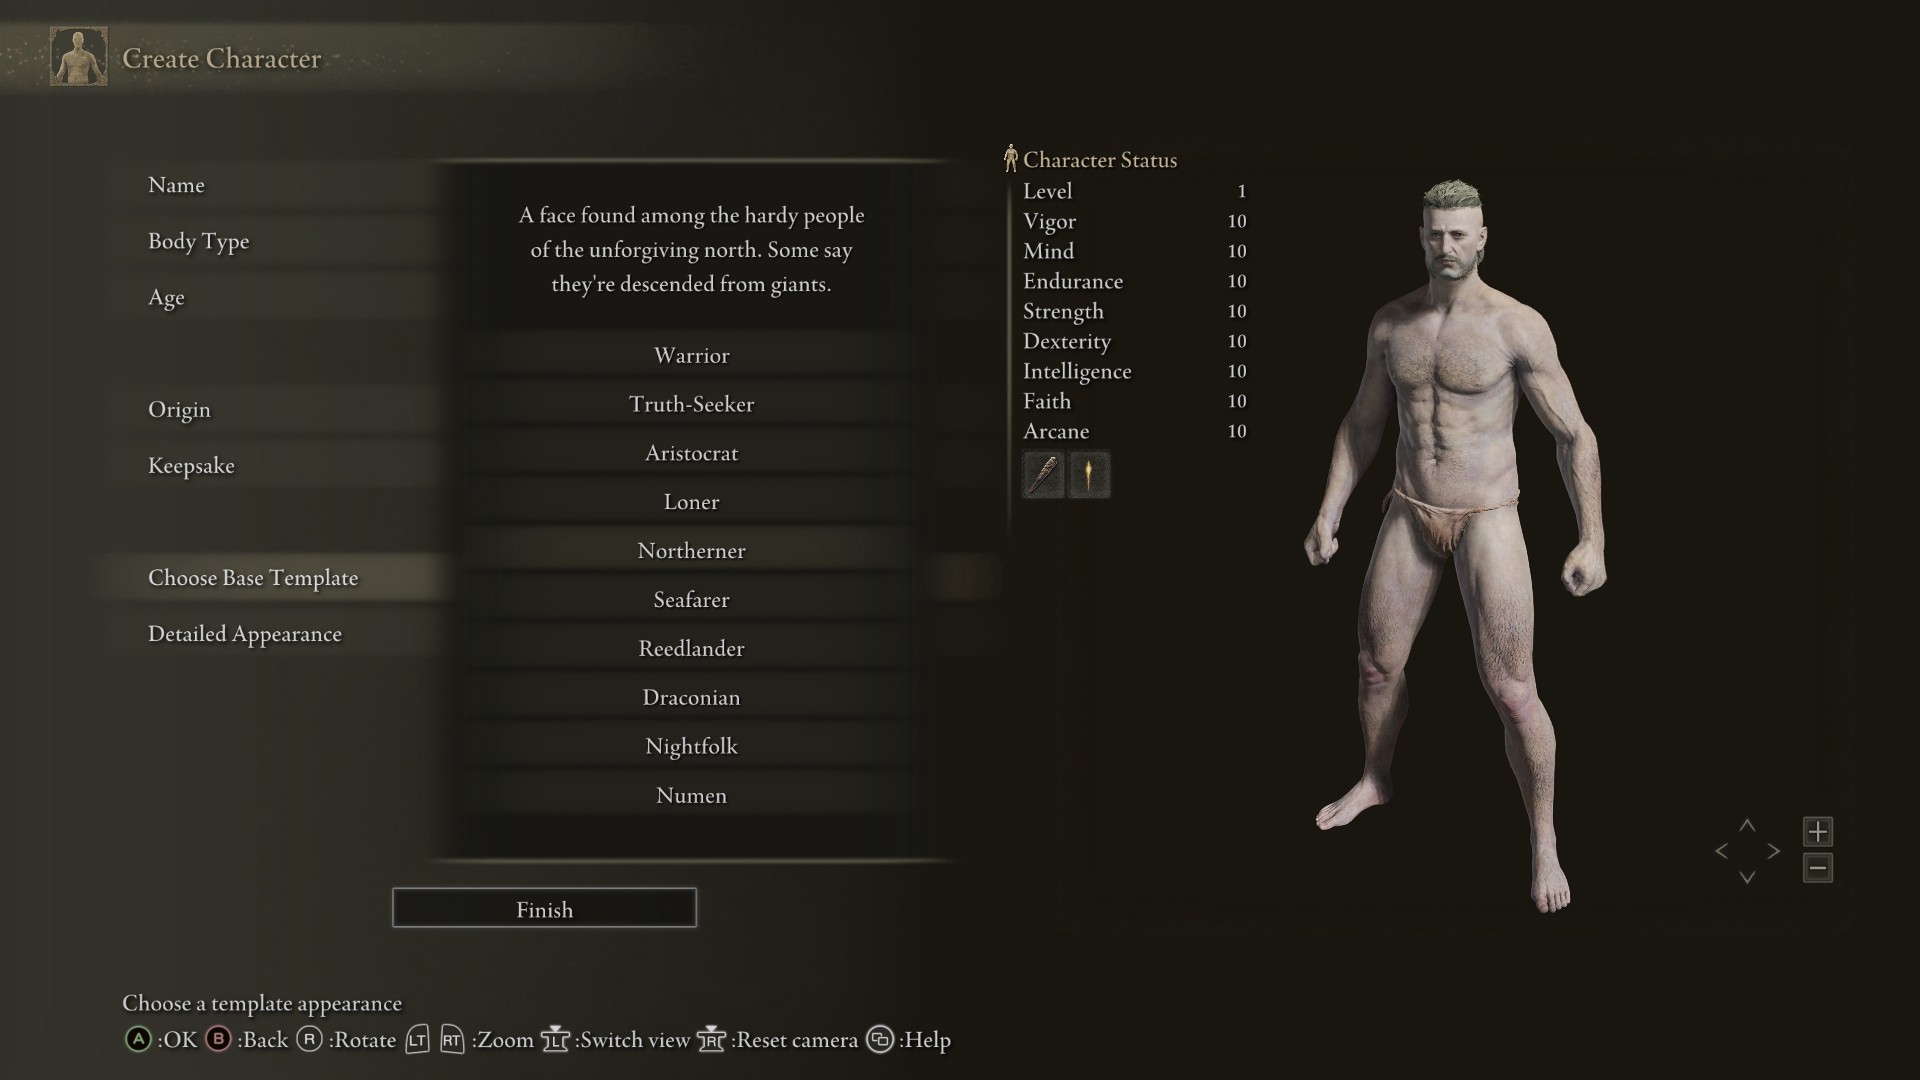 Create Character
Name
Body Type
Age
Origin
Keepsake
Choose Base Template
Detailed Appearance
A face found among the hardy people
of the unforgiving north. Some say
they're descended from giants.
Warrior
Truth-Seeker
Aristocrat
Loner
Northerner
Seafarer
Reedlander
Draconian
Nightfolk
Numen
Finish
Character Status
Level 1
Vigor 10
Mind 10
Endurance 10
Strength 10
Dexterity 10
Intelligence 10
Faith 10
Arcane 10
Choose a template appearance
A :OK B :Back R :Rotate LT RT :Zoom L :Switch view R :Reset camera :Help